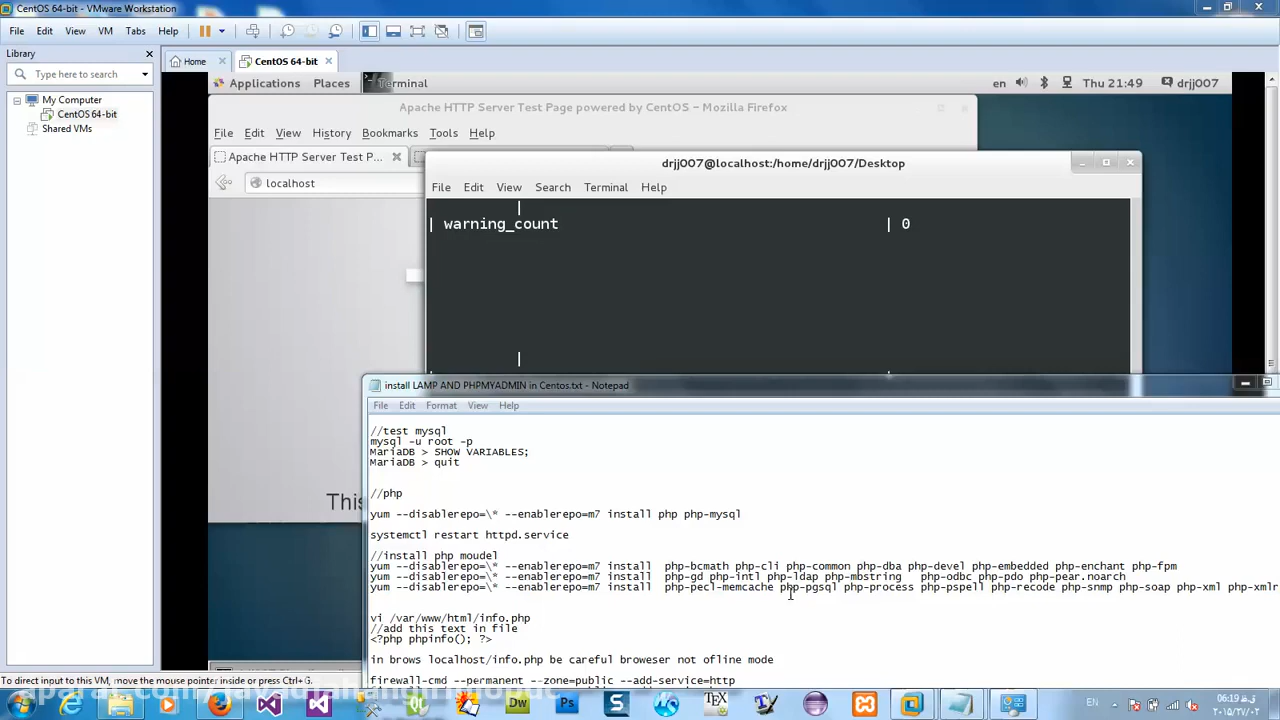 CentOS 64-bit - VMware Workstation
File Edit View VM Tabs Help
Library
Type here to search
My Computer
CentOS 64-bit
Shared VMs
Home
CentOS 64-bit
Applications Places Terminal
en Thu 21:49 drjj007
Apache HTTP Server Test Page powered by CentOS - Mozilla Firefox
File Edit View History Bookmarks Tools Help
Apache HTTP Server Test P...
localhost
This
drjj007@localhost:/home/drjj007/Desktop
File Edit View Search Terminal Help
|
| warning_count | 0
|
install LAMP AND PHPMYADMIN in Centos.txt - Notepad
File Edit Format View Help
//test mysql
mysql -u root -p
MariaDB > SHOW VARIABLES;
MariaDB > quit
//php
yum --disablerepo=\* --enablerepo=m7 install php php-mysql
systemctl restart httpd.service
//install php moudel
yum --disablerepo=\* --enablerepo=m7 install php-bcmath php-cli php-common php-dba php-devel php-embedded php-enchant php-fpm
yum --disablerepo=\* --enablerepo=m7 install php-gd php-intl php-ldap php-mbstring php-odbc php-pdo php-pear.noarch
yum --disablerepo=\* --enablerepo=m7 install php-pecl-memcache php-pgsql php-process php-pspell php-recode php-snmp php-soap php-xml php-xmlr
vi /var/www/html/info.php
//add this text in file
<?php phpinfo(); ?>
in brows localhost/info.php be careful broweser not ofline mode
firewall-cmd --permanent --zone=public --add-service=http
To direct input to this VM, move the mouse pointer inside or press Ctrl+G.
EN
06:19 ق.ظ
۲۰۱۵/۲۷/۰۲